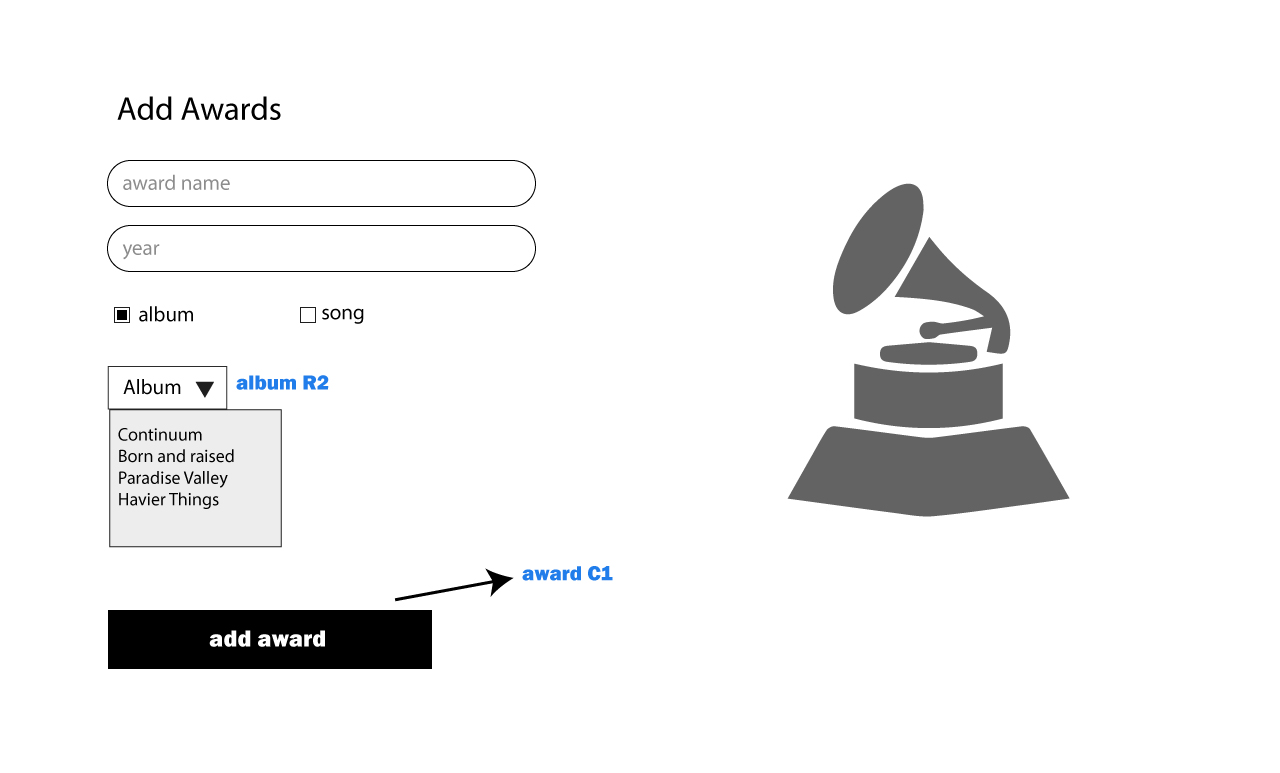 Add Awards
award name
year
album song
Album album R2
Continuum
Born and raised
Paradise Valley
Havier Things
award C1
add award